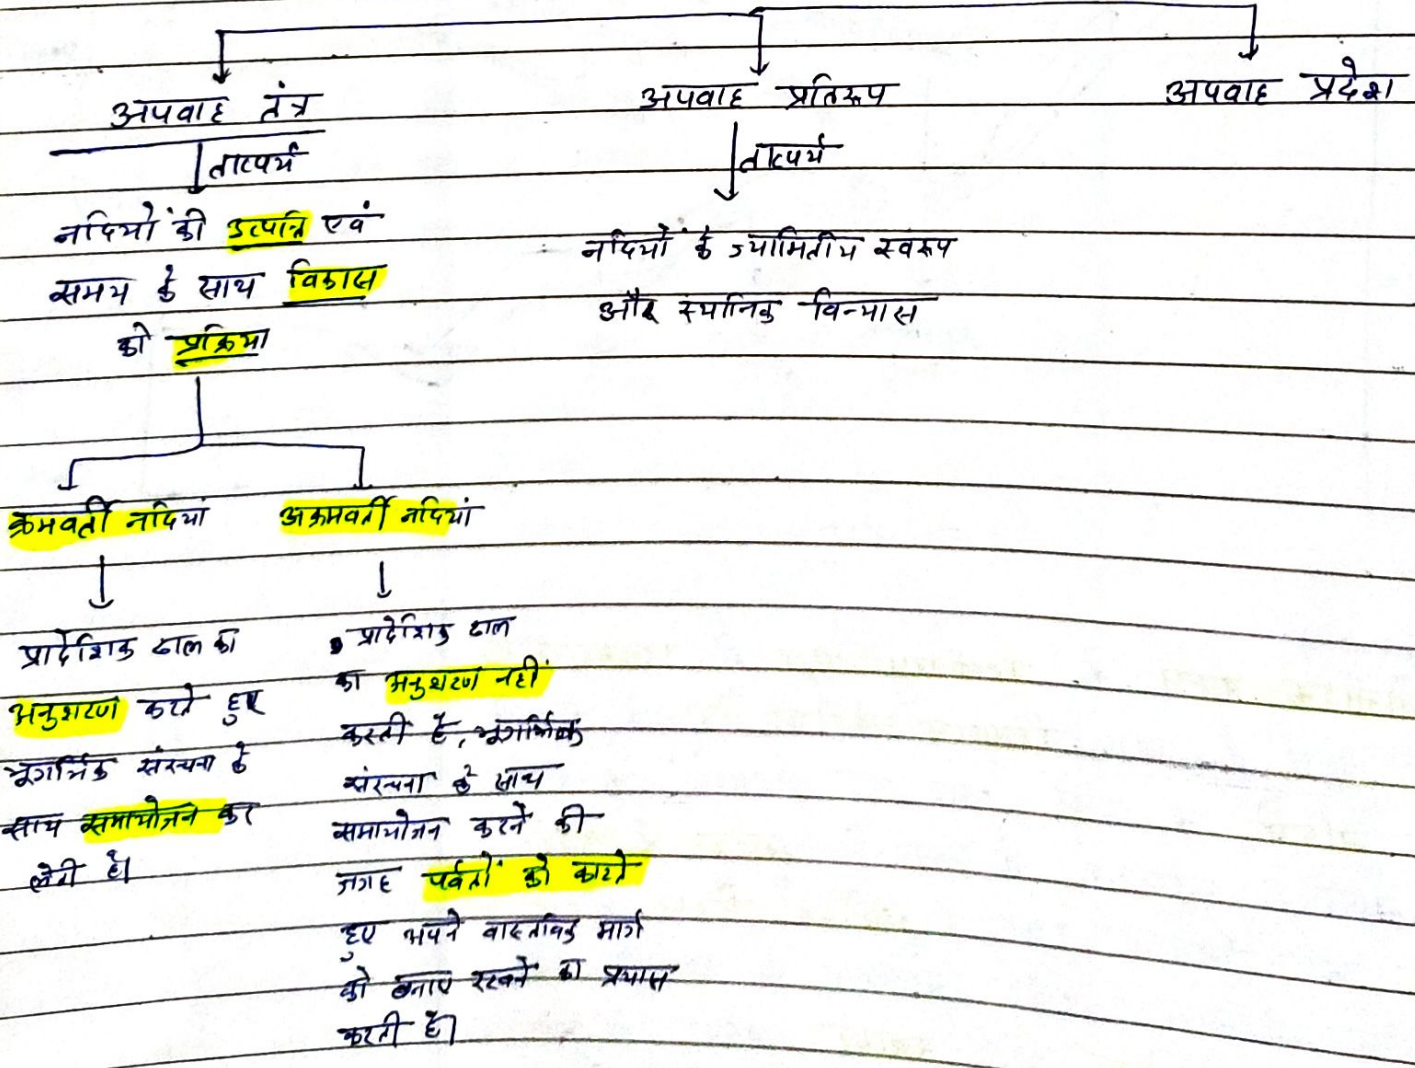 अपवाह तंत्र
तात्पर्य
नदियों की उत्पत्ति एवं
समय के साथ विकास
की प्रक्रिया
अपवाह प्रतिरूप
तात्पर्य
नदियों के ज्यामितीय स्वरूप
और स्थानिक विन्यास
अपवाह प्रदेश
क्रमवर्ती नदियां
प्रादेशिक ढाल का
अनुशरण करते हुए
भूगर्भिक संरचना के
साथ समायोजन कर
लेती है।
अक्रमवर्ती नदियां
प्रादेशिक ढाल
का अनुशरण नहीं
करती है, भूगर्भिक
संरचना के साथ
समायोजन करने की
जगह पर्वतों को काटते
हुए अपने वास्तविक मार्ग
को बनाए रखने का प्रयास
करती है।